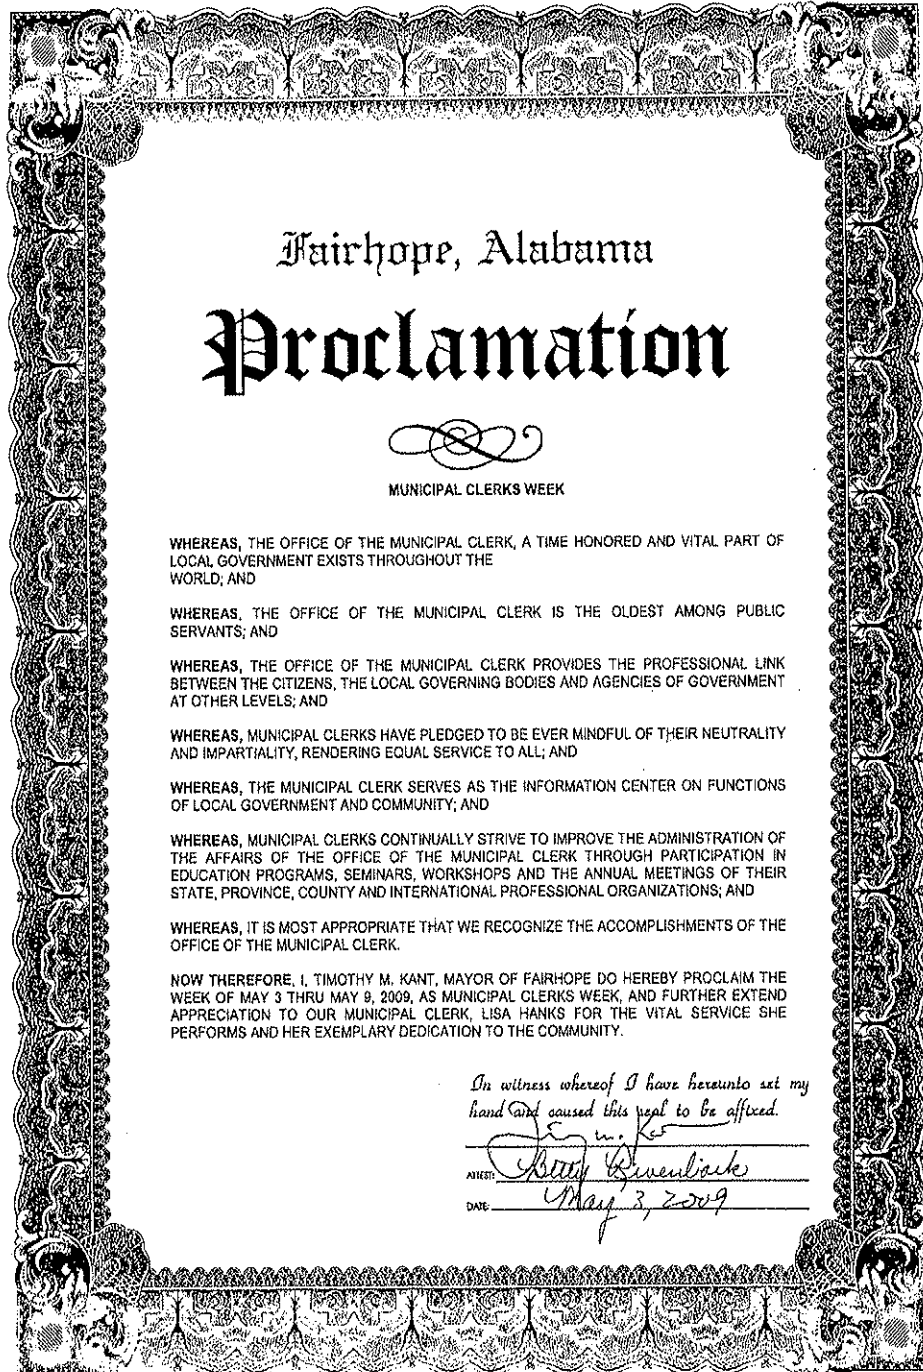 Fairhope, Alabama
Proclamation
MUNICIPAL CLERKS WEEK
WHEREAS, THE OFFICE OF THE MUNICIPAL CLERK, A TIME HONORED AND VITAL PART OF
LOCAL GOVERNMENT EXISTS THROUGHOUT THE
WORLD; AND
WHEREAS, THE OFFICE OF THE MUNICIPAL CLERK IS THE OLDEST AMONG PUBLIC
SERVANTS; AND
WHEREAS, THE OFFICE OF THE MUNICIPAL CLERK PROVIDES THE PROFESSIONAL LINK
BETWEEN THE CITIZENS, THE LOCAL GOVERNING BODIES AND AGENCIES OF GOVERNMENT
AT OTHER LEVELS; AND
WHEREAS, MUNICIPAL CLERKS HAVE PLEDGED TO BE EVER MINDFUL OF THEIR NEUTRALITY
AND IMPARTIALITY, RENDERING EQUAL SERVICE TO ALL; AND
WHEREAS, THE MUNICIPAL CLERK SERVES AS THE INFORMATION CENTER ON FUNCTIONS
OF LOCAL GOVERNMENT AND COMMUNITY; AND
WHEREAS, MUNICIPAL CLERKS CONTINUALLY STRIVE TO IMPROVE THE ADMINISTRATION OF
THE AFFAIRS OF THE OFFICE OF THE MUNICIPAL CLERK THROUGH PARTICIPATION IN
EDUCATION PROGRAMS, SEMINARS, WORKSHOPS AND THE ANNUAL MEETINGS OF THEIR
STATE, PROVINCE, COUNTY AND INTERNATIONAL PROFESSIONAL ORGANIZATIONS; AND
WHEREAS, IT IS MOST APPROPRIATE THAT WE RECOGNIZE THE ACCOMPLISHMENTS OF THE
OFFICE OF THE MUNICIPAL CLERK.
NOW THEREFORE, I, TIMOTHY M. KANT, MAYOR OF FAIRHOPE DO HEREBY PROCLAIM THE
WEEK OF MAY 3 THRU MAY 9, 2009, AS MUNICIPAL CLERKS WEEK, AND FURTHER EXTEND
APPRECIATION TO OUR MUNICIPAL CLERK, LISA HANKS FOR THE VITAL SERVICE SHE
PERFORMS AND HER EXEMPLARY DEDICATION TO THE COMMUNITY.
In witness whereof I have hereunto set my
hand and caused this seal to be affixed.
ATTEST: Betty Rivenbark
DATE: May 3, 2009